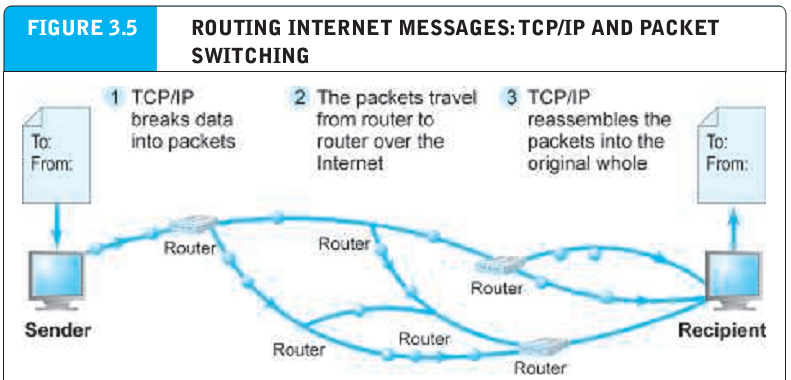 FIGURE 3.5
ROUTING INTERNET MESSAGES: TCP/IP AND PACKET
SWITCHING
1 TCP/IP
breaks data
into packets
2 The packets travel
from router to
router over the
Internet
3 TCP/IP
reassembles the
packets into the
original whole
To:
From:
To:
From:
Router
Router
Router
Router
Router
Router
Sender
Recipient